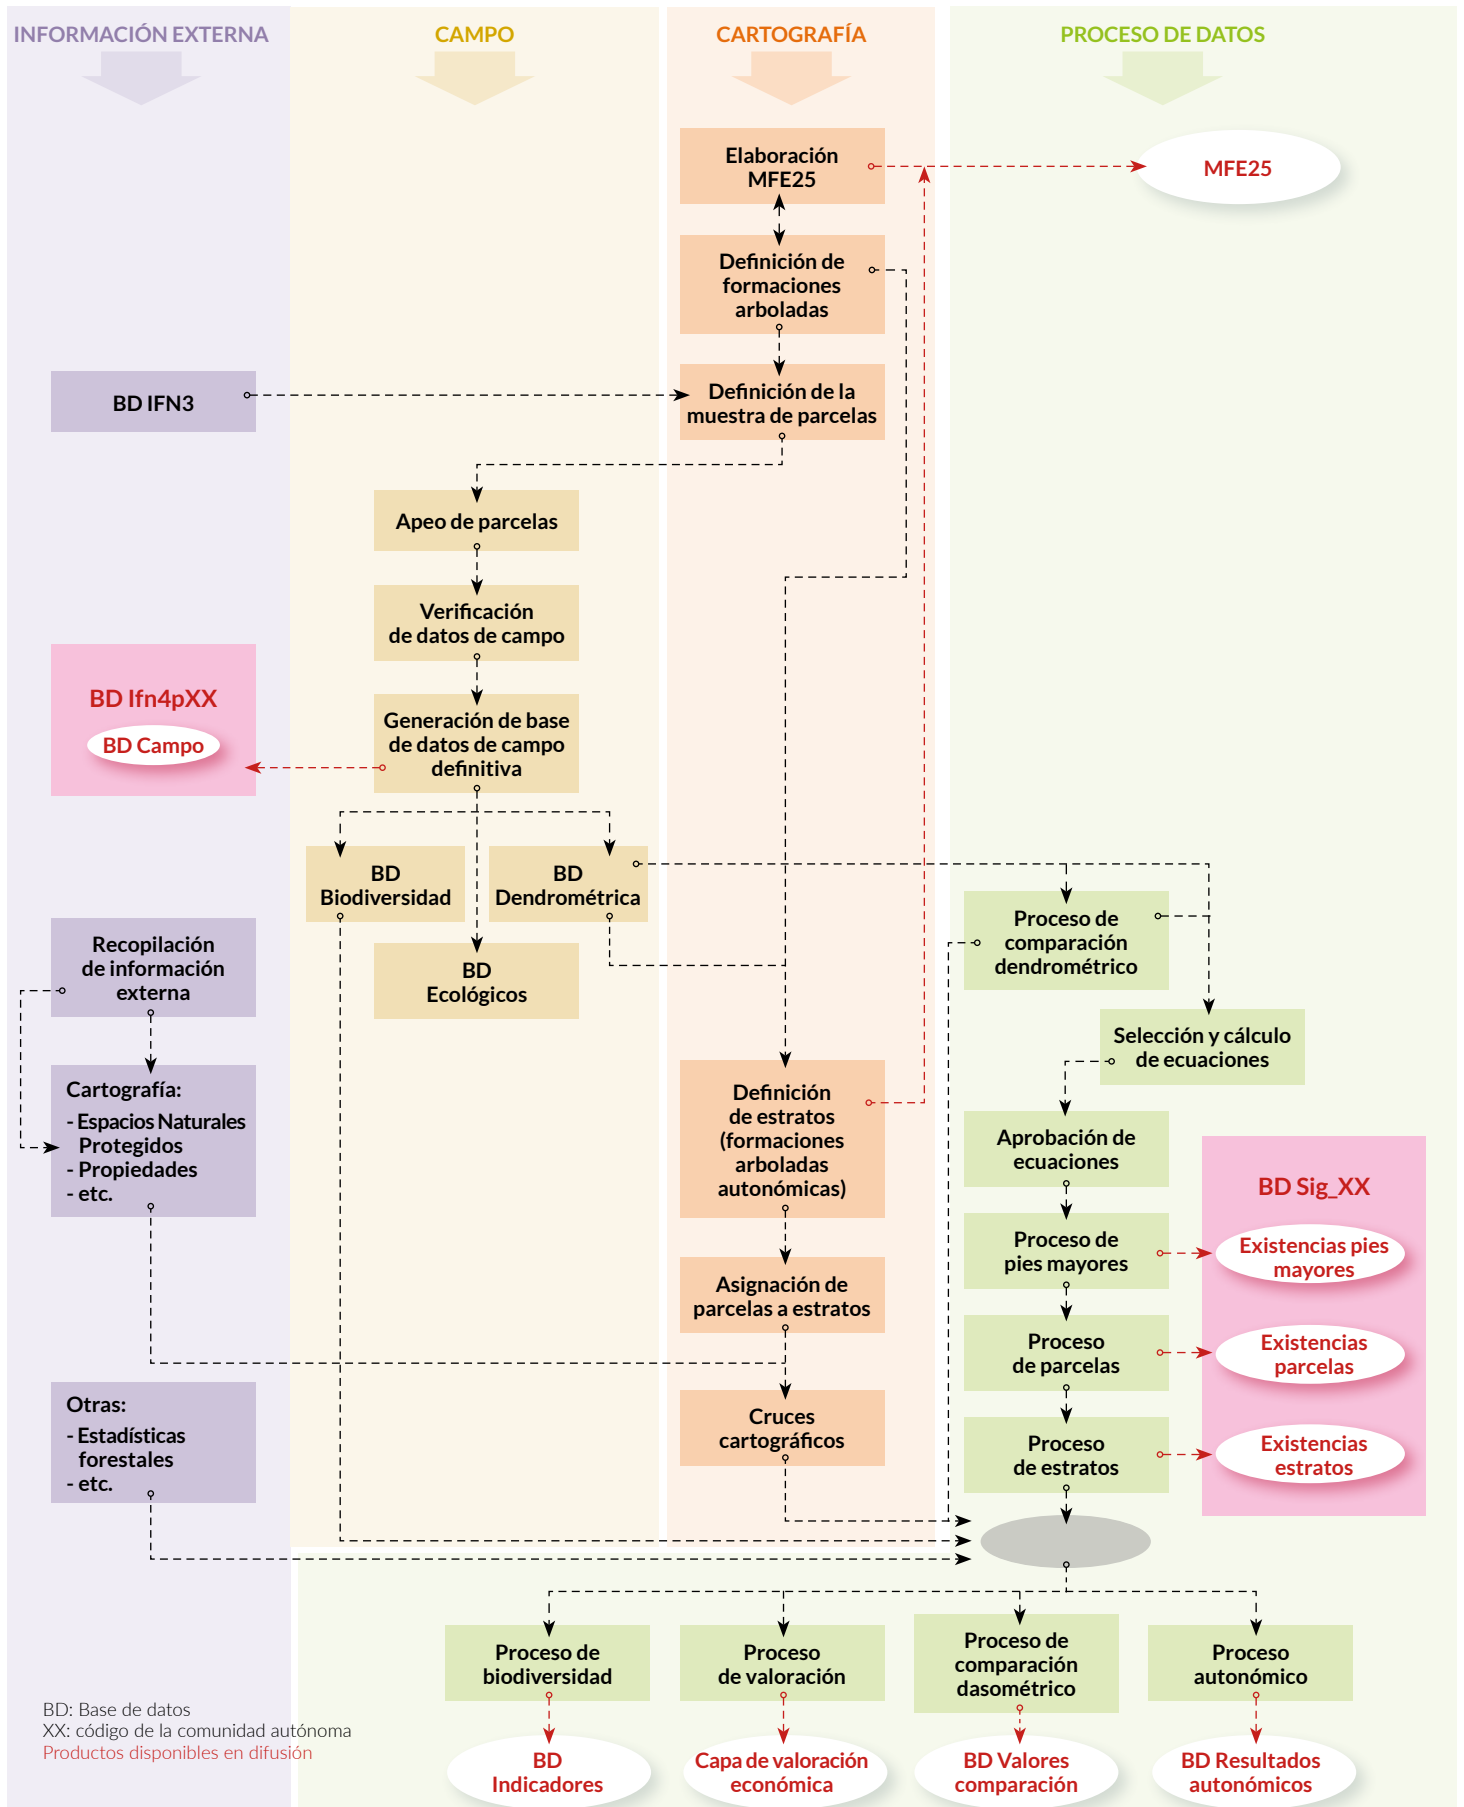 INFORMACIÓN EXTERNA
CAMPO
CARTOGRAFÍA
PROCESO DE DATOS
Elaboración
MFE25
MFE25
Definición de
formaciones
arboladas
BD IFN3
Definición de la
muestra de parcelas
Apeo de parcelas
Verificación
de datos de campo
BD Ifn4pXX
BD Campo
Generación de base
de datos de campo
definitiva
BD
Biodiversidad
BD
Dendrométrica
BD
Ecológicos
Recopilación
de información
externa
Proceso de
comparación
dendrométrico
Selección y cálculo
de ecuaciones
Cartografía:
- Espacios Naturales
Protegidos
- Propiedades
- etc.
Definición
de estratos
(formaciones
arboladas
autonómicas)
Aprobación de
ecuaciones
BD Sig_XX
Proceso de
pies mayores
Existencias pies
mayores
Asignación de
parcelas a estratos
Proceso
de parcelas
Existencias
parcelas
Otras:
- Estadísticas
forestales
- etc.
Cruces
cartográficos
Proceso
de estratos
Existencias
estratos
Proceso de
biodiversidad
Proceso
de valoración
Proceso de
comparación
dasométrico
Proceso
autonómico
BD: Base de datos
XX: código de la comunidad autónoma
Productos disponibles en difusión
BD
Indicadores
Capa de valoración
económica
BD Valores
comparación
BD Resultados
autonómicos